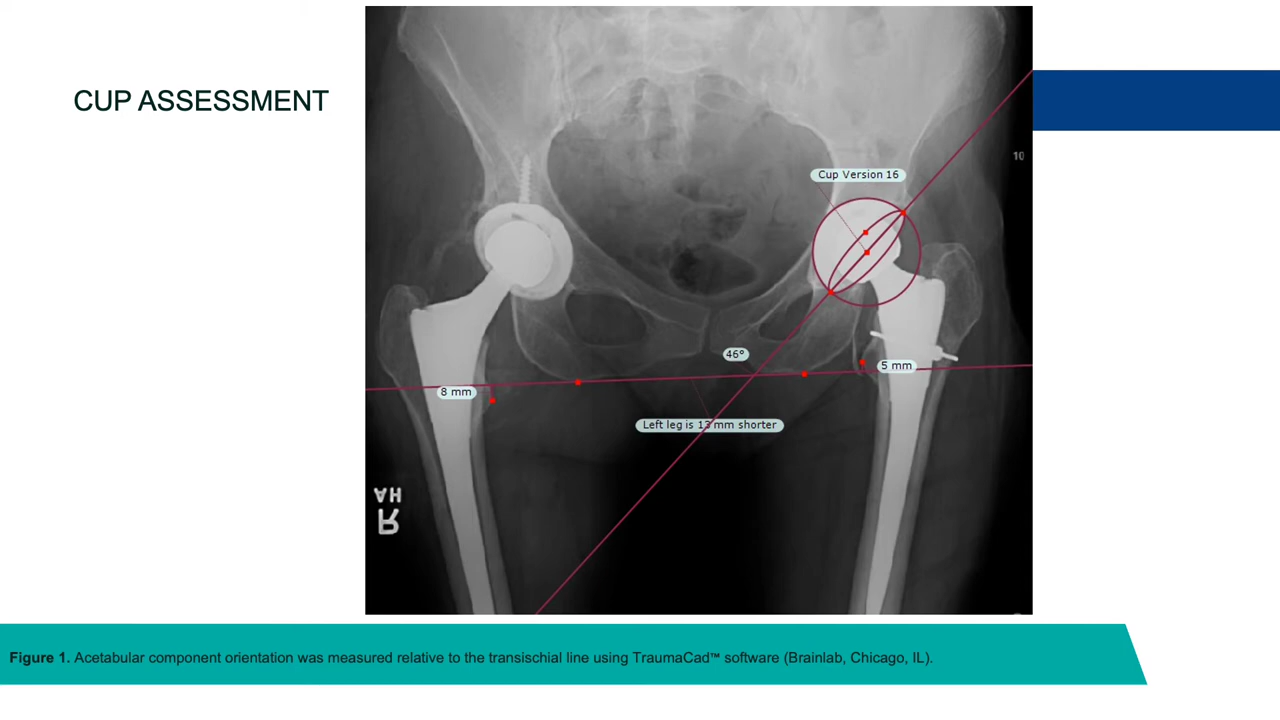 CUP ASSESSMENT
10
Cup Version 16
46°
5 mm
8 mm
Left leg is 13 mm shorter
AH
R
Figure 1. Acetabular component orientation was measured relative to the transischial line using TraumaCad™ software (Brainlab, Chicago, IL).